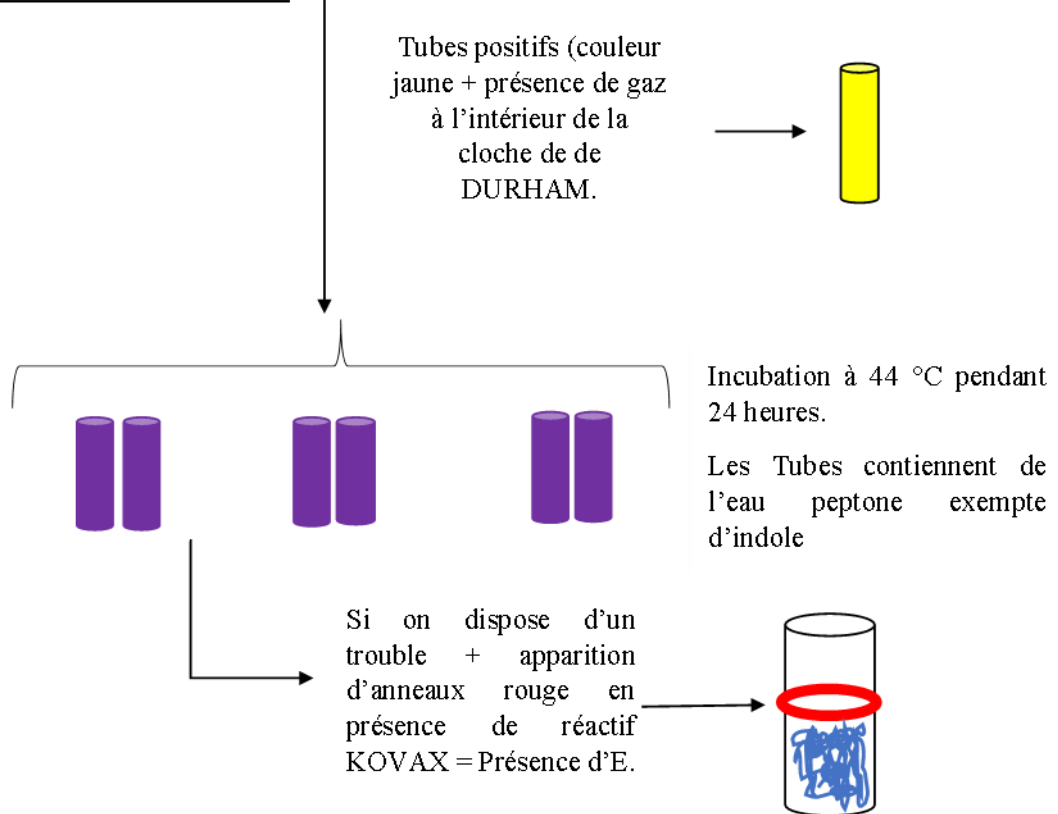 Tubes positifs (couleur
jaune + présence de gaz
à l’intérieur de la
cloche de de
DURHAM.
Incubation à 44 °C pendant
24 heures.
Les Tubes contiennent de
l’eau peptone exempte
d’indole
Si on dispose d’un
trouble + apparition
d’anneaux rouge en
présence de réactif
KOVAX = Présence d’E.